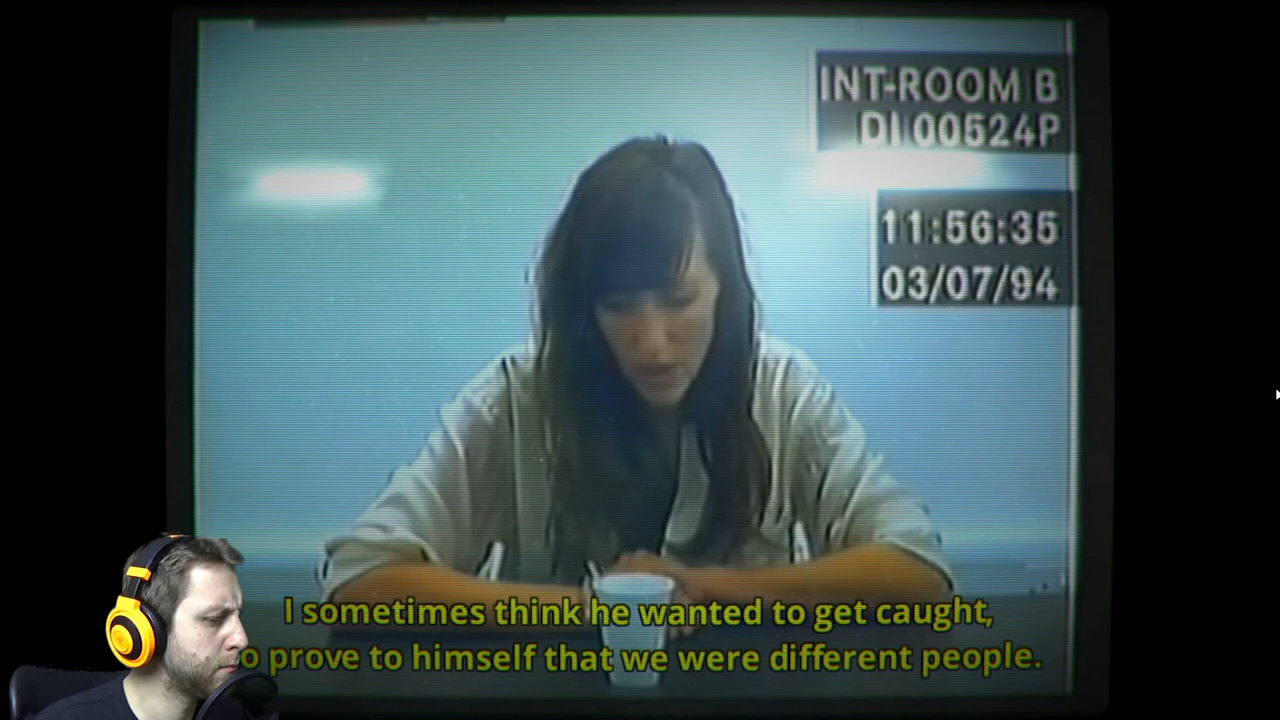 INT-ROOM B
DI 00524P
11:56:35
03/07/94
I sometimes think he wanted to get caught,
prove to himself that we were different people.